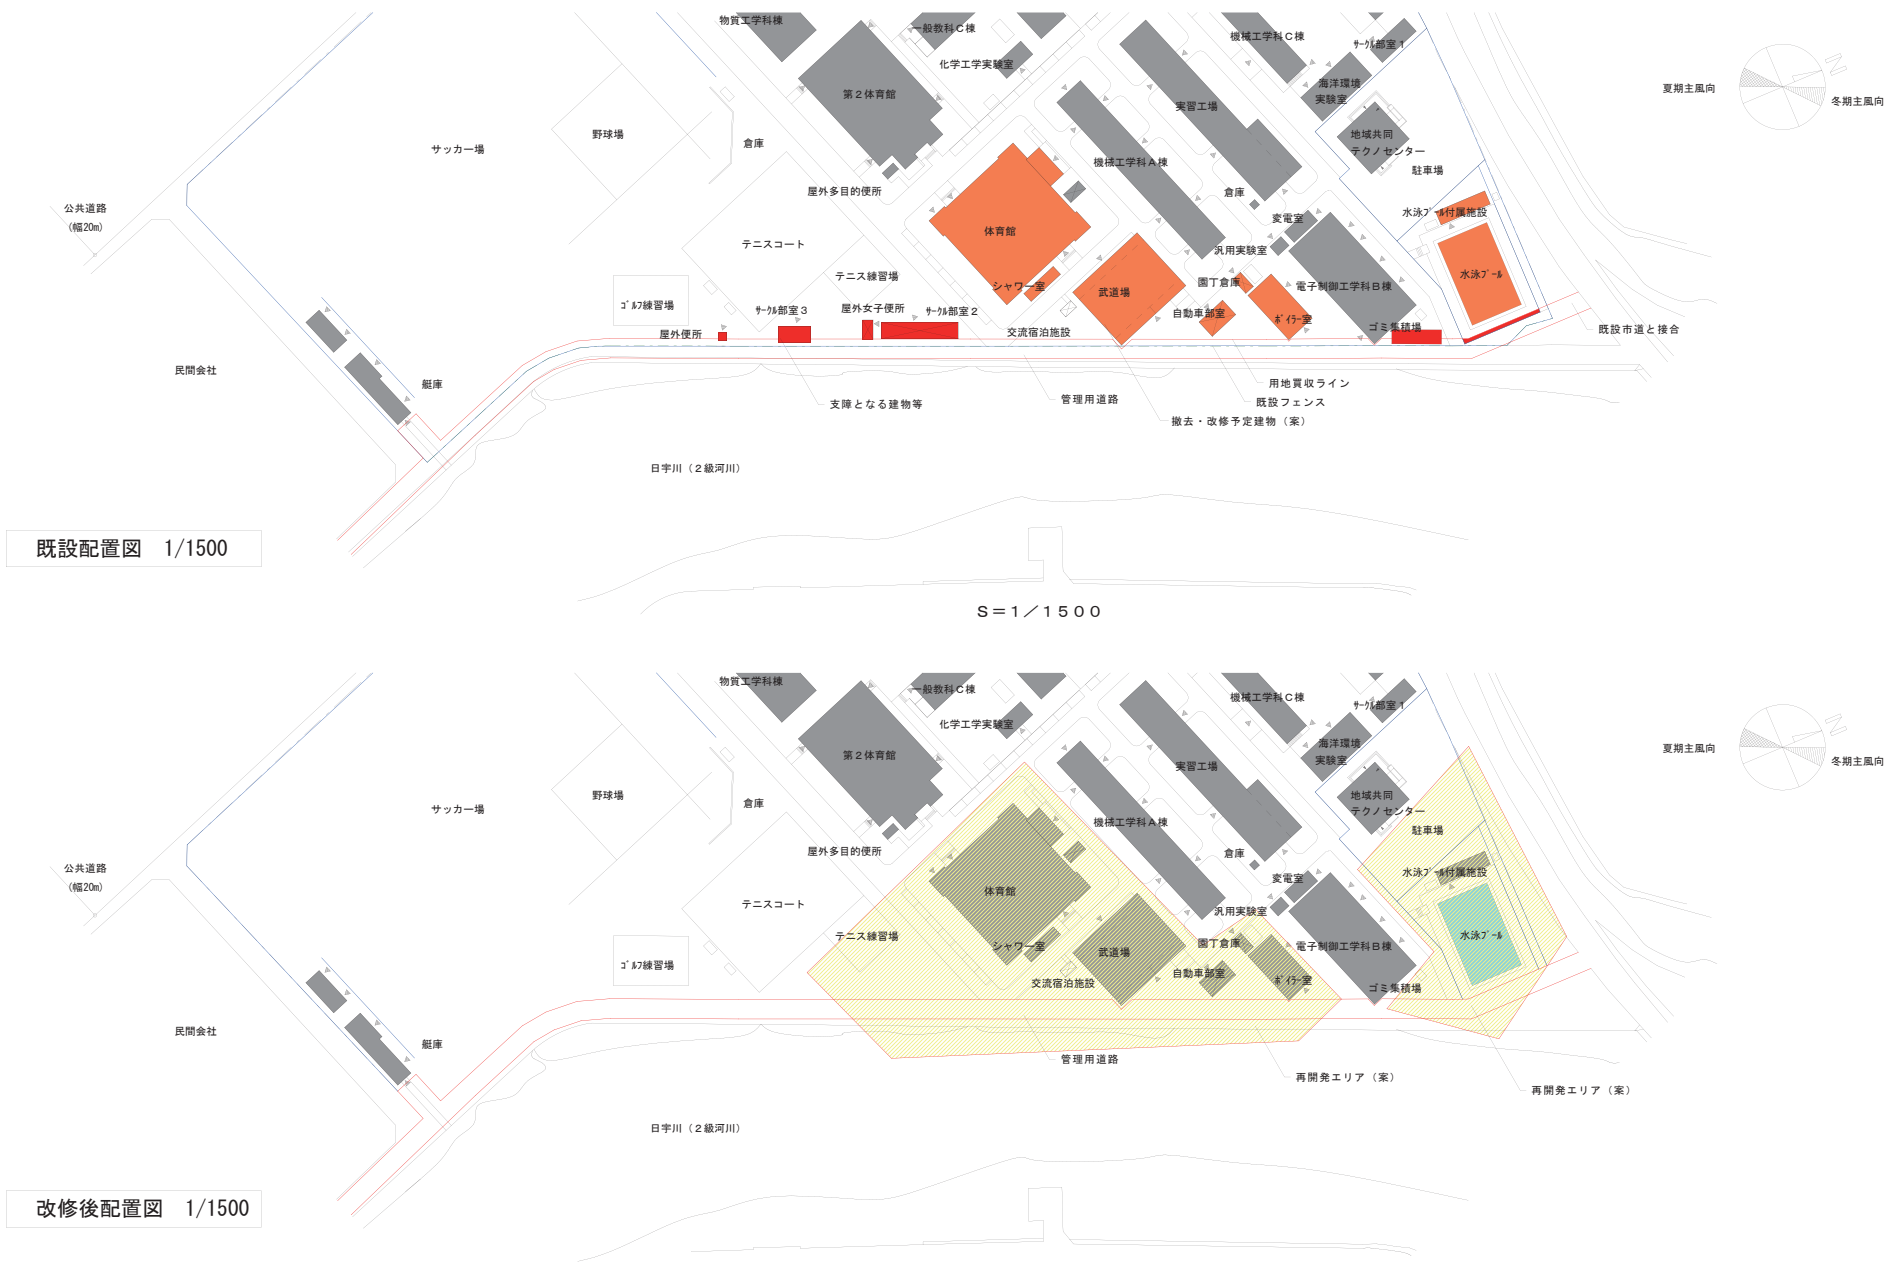 物質工学科棟
一般教科Ｃ棟
化学工学実験室
機械工学科Ｃ棟
ｻｰｸﾙ部室１
海洋環境
実験室
夏期主風向
冬期主風向
N
第２体育館
実習工場
地域共同
テクノセンター
駐車場
野球場
サッカー場
倉庫
機械工学科Ａ棟
屋外多目的便所
倉庫
公共道路
(幅20m)
水泳ﾌﾟｰﾙ付属施設
変電室
体育館
テニスコート
汎用実験室
テニス練習場
水泳ﾌﾟｰﾙ
シャワー室
武道場
園丁倉庫
電子制御工学科Ｂ棟
ｺﾞﾙﾌ練習場
ｻｰｸﾙ部室３
屋外女子便所
ｻｰｸﾙ部室２
自動車部室
ﾎﾞｲﾗｰ室
屋外便所
交流宿泊施設
ゴミ集積場
既設市道と接合
民間会社
艇庫
用地買収ライン
支障となる建物等
管理用道路
既設フェンス
撤去・改修予定建物（案）
日宇川（２級河川）
既設配置図　1/1500
Ｓ＝１／１５００
物質工学科棟
一般教科Ｃ棟
化学工学実験室
機械工学科Ｃ棟
ｻｰｸﾙ部室１
海洋環境
実験室
夏期主風向
冬期主風向
N
第２体育館
実習工場
地域共同
テクノセンター
駐車場
野球場
サッカー場
倉庫
機械工学科Ａ棟
屋外多目的便所
倉庫
公共道路
(幅20m)
水泳ﾌﾟｰﾙ付属施設
変電室
体育館
テニスコート
汎用実験室
テニス練習場
水泳ﾌﾟｰﾙ
シャワー室
武道場
園丁倉庫
電子制御工学科Ｂ棟
ｺﾞﾙﾌ練習場
自動車部室
ﾎﾞｲﾗｰ室
交流宿泊施設
ゴミ集積場
民間会社
艇庫
管理用道路
再開発エリア（案）
再開発エリア（案）
日宇川（２級河川）
改修後配置図　1/1500